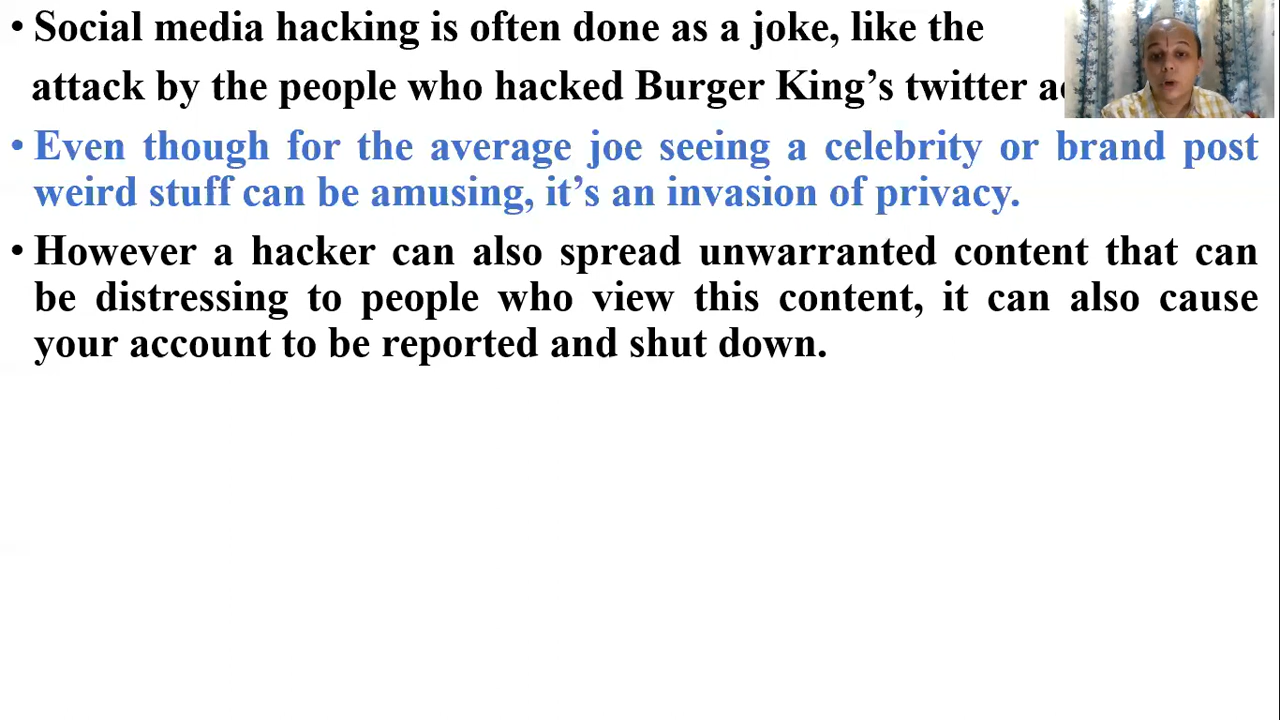 • Social media hacking is often done as a joke, like the
attack by the people who hacked Burger King’s twitter
• Even though for the average joe seeing a celebrity or brand post
weird stuff can be amusing, it’s an invasion of privacy.
• However a hacker can also spread unwarranted content that can
be distressing to people who view this content, it can also cause
your account to be reported and shut down.